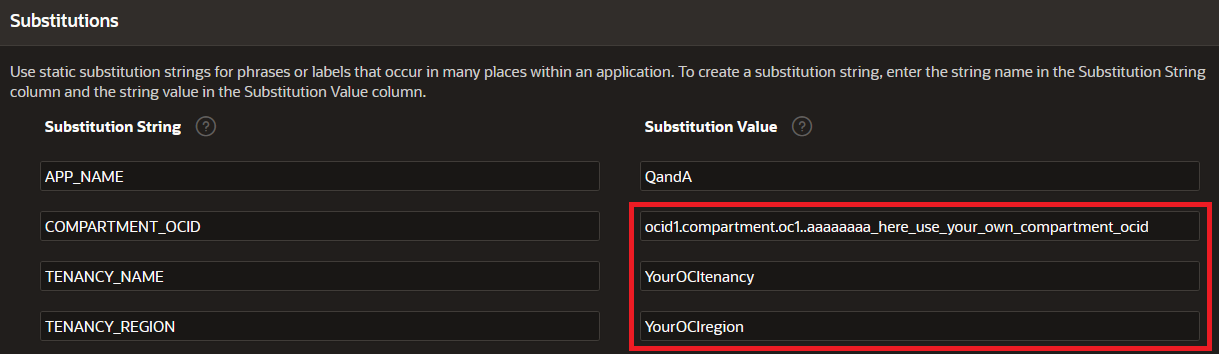 Substitutions
Use static substitution strings for phrases or labels that occur in many places within an application. To create a substitution string, enter the string name in the Substitution String
column and the string value in the Substitution Value column.
Substitution String ? Substitution Value ?
APP_NAME QandA
COMPARTMENT_OCID ocid1.compartment.oc1..aaaaaaaa_here_use_your_own_compartment_ocid
TENANCY_NAME YourOCItenancy
TENANCY_REGION YourOCIregion